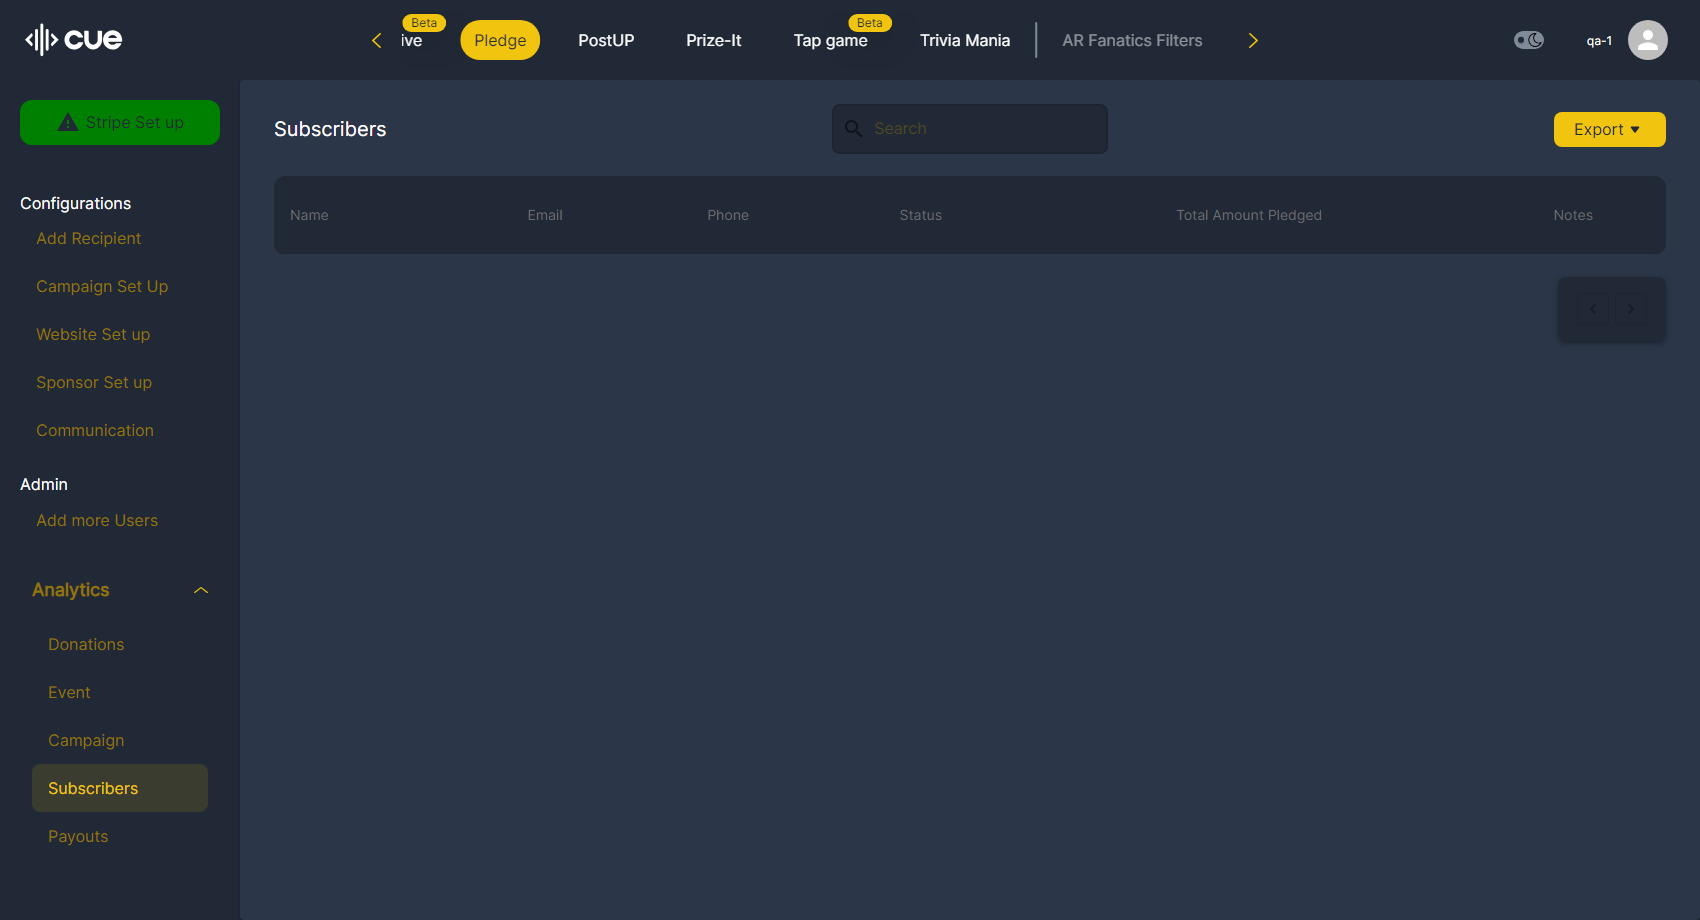 cue
Beta
ive
Pledge
PostUP
Prize-It
Beta
Tap game
Trivia Mania
AR Fanatics Filters
qa-1
Stripe Set up
Configurations
Add Recipient
Campaign Set Up
Website Set up
Sponsor Set up
Communication
Admin
Add more Users
Analytics
Donations
Event
Campaign
Subscribers
Payouts
Subscribers
Search
Export
Name Email Phone Status Total Amount Pledged Notes